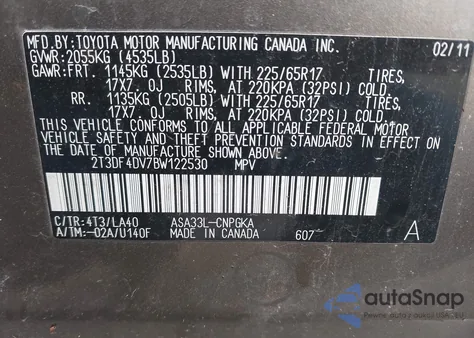 MFD.BY: TOYOTA MOTOR MANUFACTURING CANADA INC. 02/11
GVWR: 2055KG (4535LB)
GAWR: FRT. 1145KG (2535LB) WITH 225/65R17 TIRES,
17X7.0J RIMS, AT 220KPA (32PSI) COLD.
RR. 1135KG (2505LB) WITH 225/65R17 TIRES,
17X7.0J RIMS, AT 220KPA (32PSI) COLD.
THIS VEHICLE CONFORMS TO ALL APPLICABLE FEDERAL MOTOR
VEHICLE SAFETY AND THEFT PREVENTION STANDARDS IN EFFECT
ON THE DATE OF MANUFACTURE SHOWN ABOVE.
2T3DF4DV7BW122530 MPV
C/TR: 4T3/LA40 ASA33L-CNPGKA
A/TM: -02A/U140F MADE IN CANADA 607 A
autoSnap